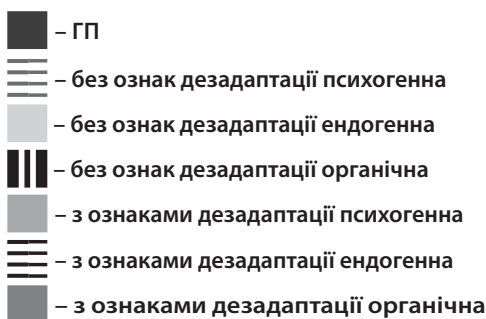 – ГП
– без ознак дезадаптації психогенна
– без ознак дезадаптації ендогенна
– без ознак дезадаптації органічна
– з ознаками дезадаптації психогенна
– з ознаками дезадаптації ендогенна
– з ознаками дезадаптації органічна